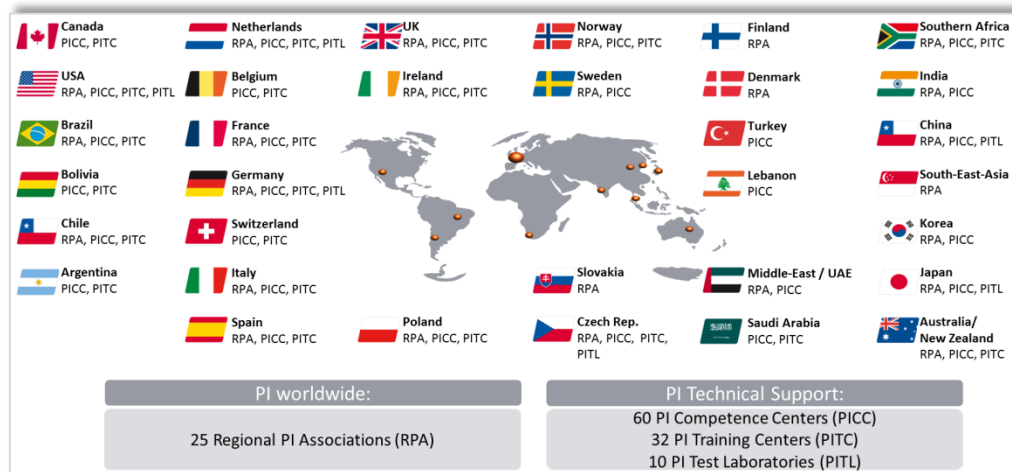 Canada
PICC, PITC
Netherlands
RPA, PICC, PITC, PITL
UK
RPA, PICC, PITC
Norway
RPA, PICC, PITC
Finland
RPA
Southern Africa
RPA, PICC, PITC
USA
RPA, PICC, PITC, PITL
Belgium
PICC, PITC
Ireland
RPA, PICC, PITC
Sweden
RPA, PICC
Denmark
RPA
India
RPA, PICC
Brazil
RPA, PICC, PITC
France
RPA, PICC, PITC
Turkey
PICC
China
RPA, PICC, PITL
Bolivia
PICC, PITC
Germany
RPA, PICC, PITC, PITL
Lebanon
PICC
South-East-Asia
RPA
Chile
RPA, PICC, PITC
Switzerland
PICC, PITC
Korea
RPA, PICC
Argentina
PICC, PITC
Italy
RPA, PICC, PITC
Slovakia
RPA
Middle-East / UAE
RPA, PICC
Japan
RPA, PICC, PITL
Spain
RPA, PICC, PITC
Poland
RPA, PICC, PITC
Czech Rep.
RPA, PICC, PITC,
PITL
Saudi Arabia
PICC, PITC
Australia/
New Zealand
RPA, PICC, PITC
PI worldwide:
25 Regional PI Associations (RPA)
PI Technical Support:
60 PI Competence Centers (PICC)
32 PI Training Centers (PITC)
10 PI Test Laboratories (PITL)